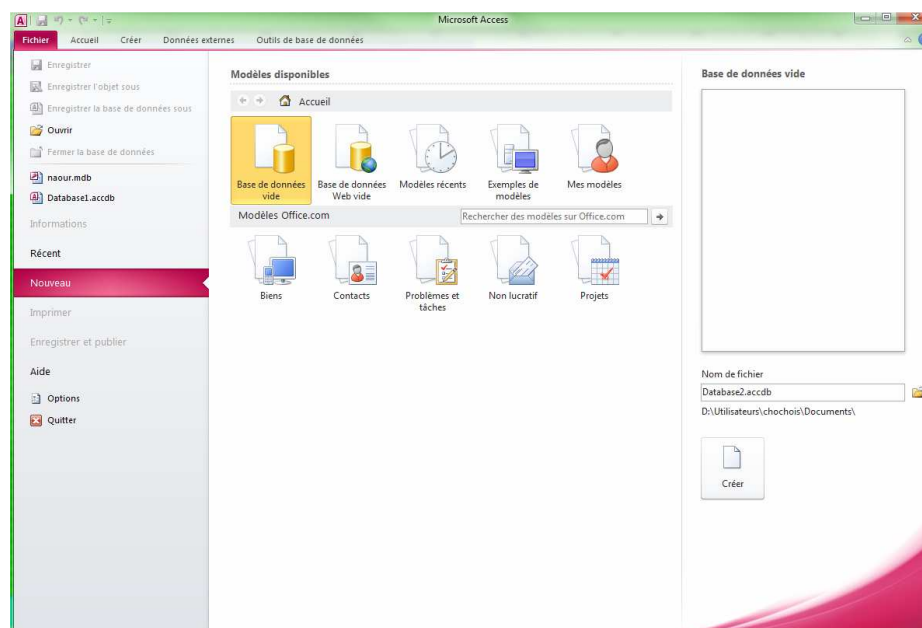 Microsoft Access
Fichier Accueil Créer Données externes Outils de base de données
Enregistrer
Enregistrer l'objet sous
Enregistrer la base de données sous
Ouvrir
Fermer la base de données
naour.mdb
Database1.accdb
Informations
Récent
Nouveau
Imprimer
Enregistrer et publier
Aide
Options
Quitter
Modèles disponibles
Accueil
Base de données vide
Base de données Web vide
Modèles récents
Exemples de modèles
Mes modèles
Modèles Office.com
Rechercher des modèles sur Office.com
Biens
Contacts
Problèmes et tâches
Non lucratif
Projets
Base de données vide
Nom de fichier
Database2.accdb
D:\Utilisateurs\chochois\Documents\
Créer